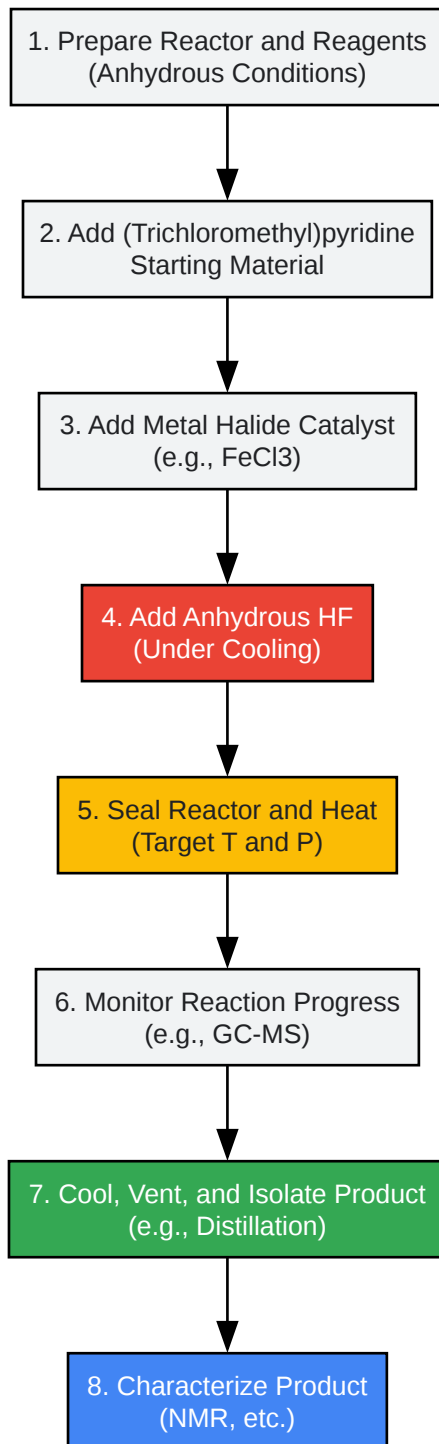 1. Prepare Reactor and Reagents
(Anhydrous Conditions)
2. Add (Trichloromethyl)pyridine
Starting Material
3. Add Metal Halide Catalyst
(e.g., FeCl3)
4. Add Anhydrous HF
(Under Cooling)
5. Seal Reactor and Heat
(Target T and P)
6. Monitor Reaction Progress
(e.g., GC-MS)
7. Cool, Vent, and Isolate Product
(e.g., Distillation)
8. Characterize Product
(NMR, etc.)